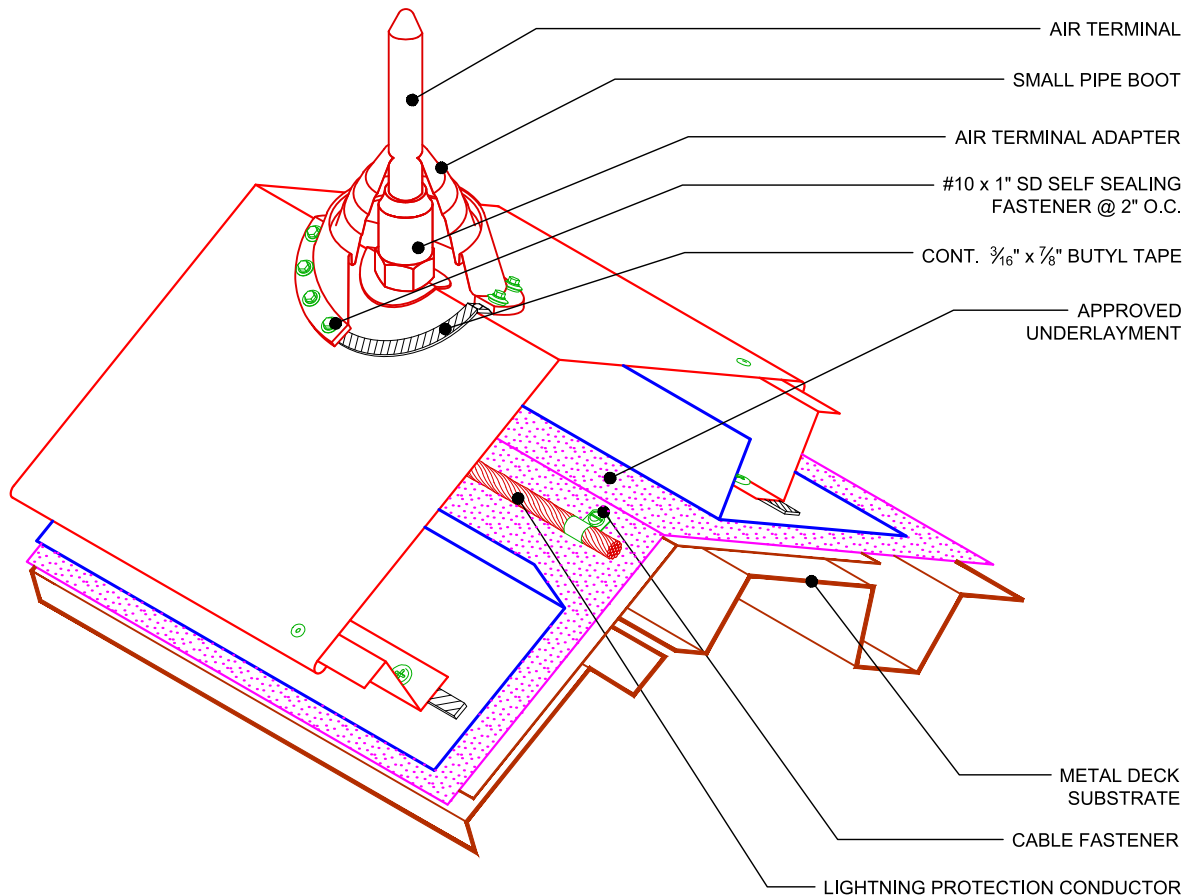 AIR TERMINAL
SMALL PIPE BOOT
AIR TERMINAL ADAPTER
#10 x 1" SD SELF SEALING
FASTENER @ 2" O.C.
CONT. 3⁄16" x 7⁄8" BUTYL TAPE
APPROVED
UNDERLAYMENT
METAL DECK
SUBSTRATE
CABLE FASTENER
LIGHTNING PROTECTION CONDUCTOR